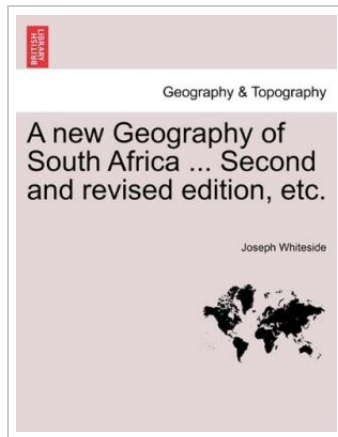 BRITISH
LIBRARY
Geography & Topography
A new Geography of
South Africa ... Second
and revised edition, etc.
Joseph Whiteside